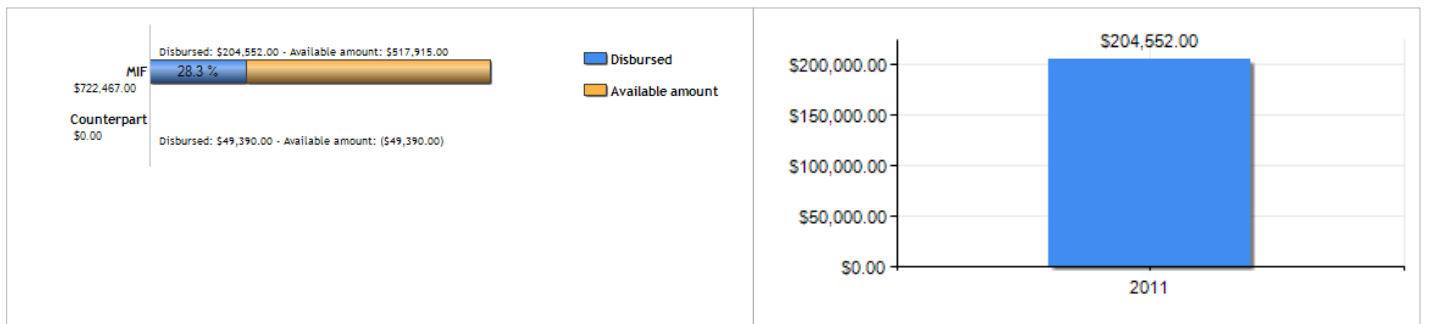 Disbursed: $204,552.00 - Available amount: $517,915.00
MIF
28.3 %
$722,467.00
Counterpart
$0.00
Disbursed: $49,390.00 - Available amount: ($49,390.00)
Disbursed
Available amount
$204,552.00
$200,000.00
$150,000.00
$100,000.00
$50,000.00
$0.00
2011